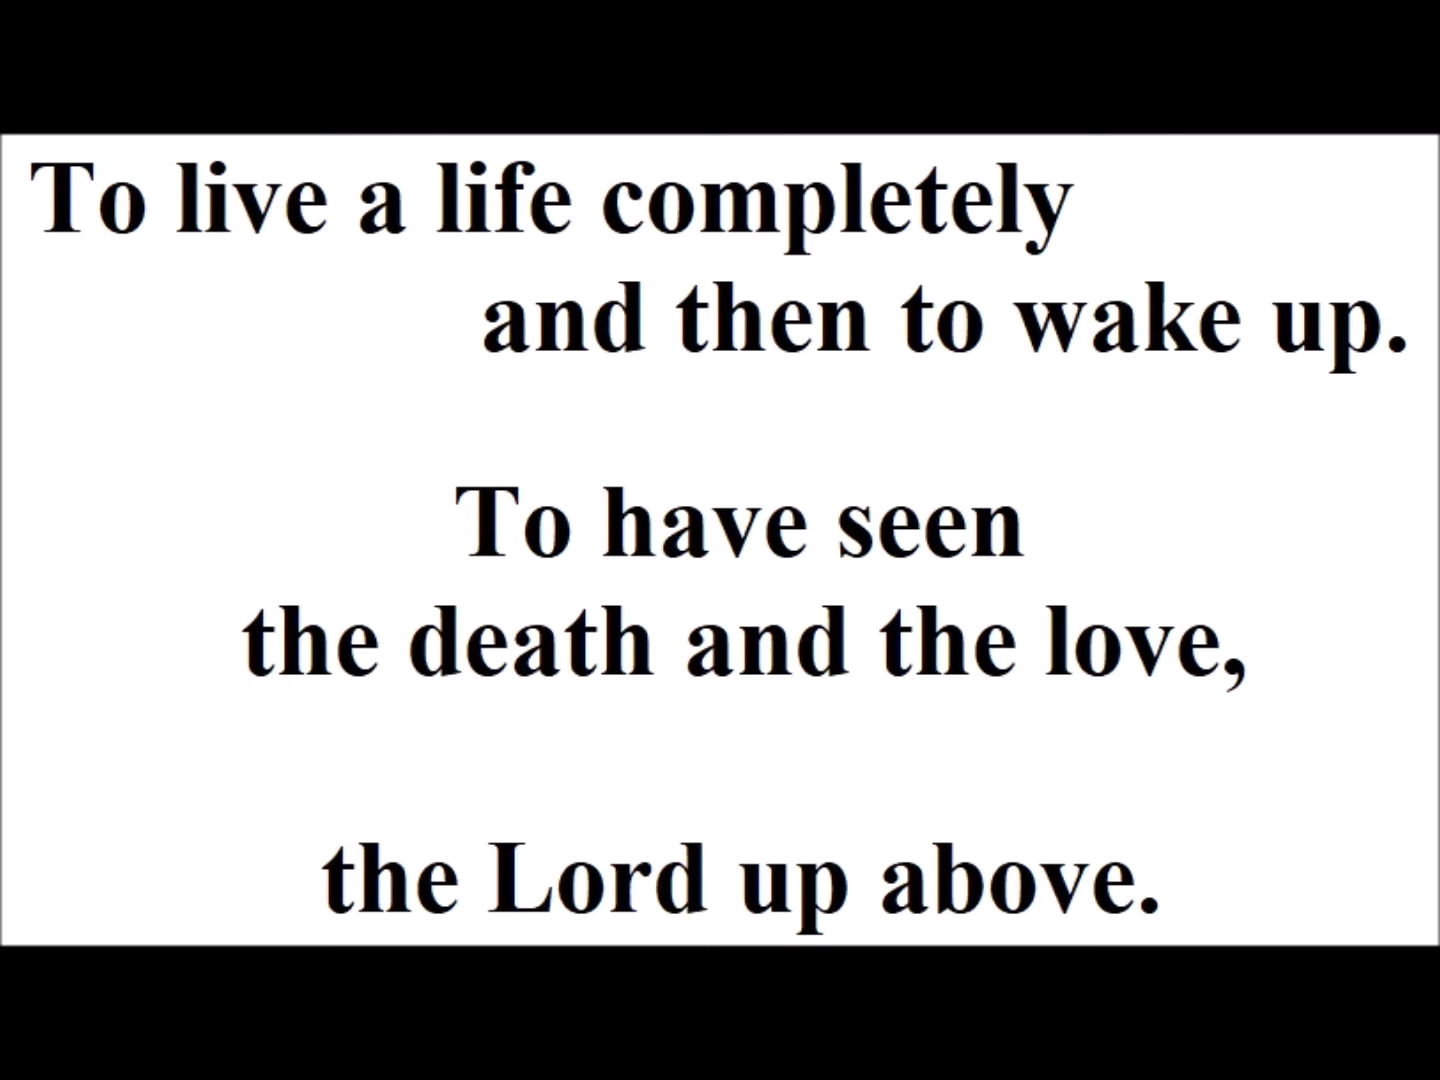 To live a life completely
and then to wake up.
To have seen
the death and the love,
the Lord up above.